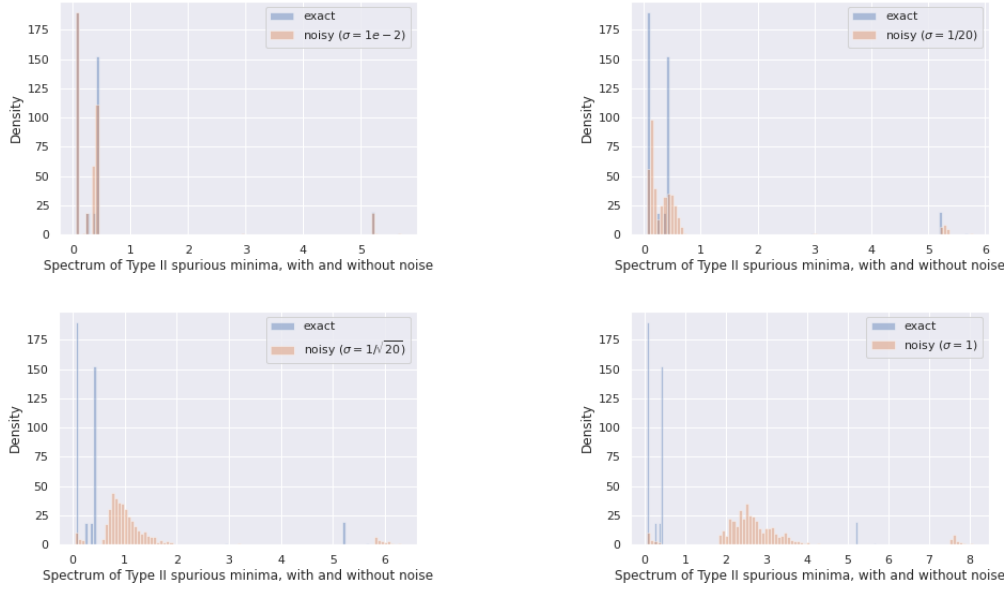 exact
noisy (σ = 1e − 2)
175
150
125
100
75
50
25
0
Density
0 1 2 3 4 5
Spectrum of Type II spurious minima, with and without noise
exact
noisy (σ = 1/20)
175
150
125
100
75
50
25
0
Density
0 1 2 3 4 5 6
Spectrum of Type II spurious minima, with and without noise
exact
noisy (σ = 1/√20)
175
150
125
100
75
50
25
0
Density
0 1 2 3 4 5 6
Spectrum of Type II spurious minima, with and without noise
exact
noisy (σ = 1)
175
150
125
100
75
50
25
0
Density
0 1 2 3 4 5 6 7 8
Spectrum of Type II spurious minima, with and without noise